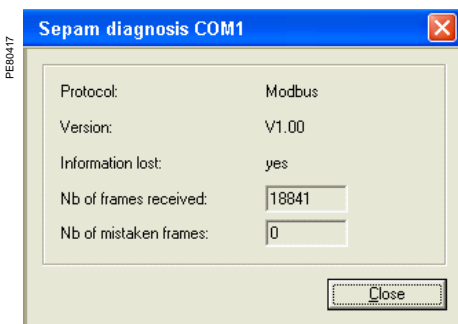 PE80417
Sepam diagnosis COM1
Protocol: Modbus
Version: V1.00
Information lost: yes
Nb of frames received: 18841
Nb of mistaken frames: 0
Close